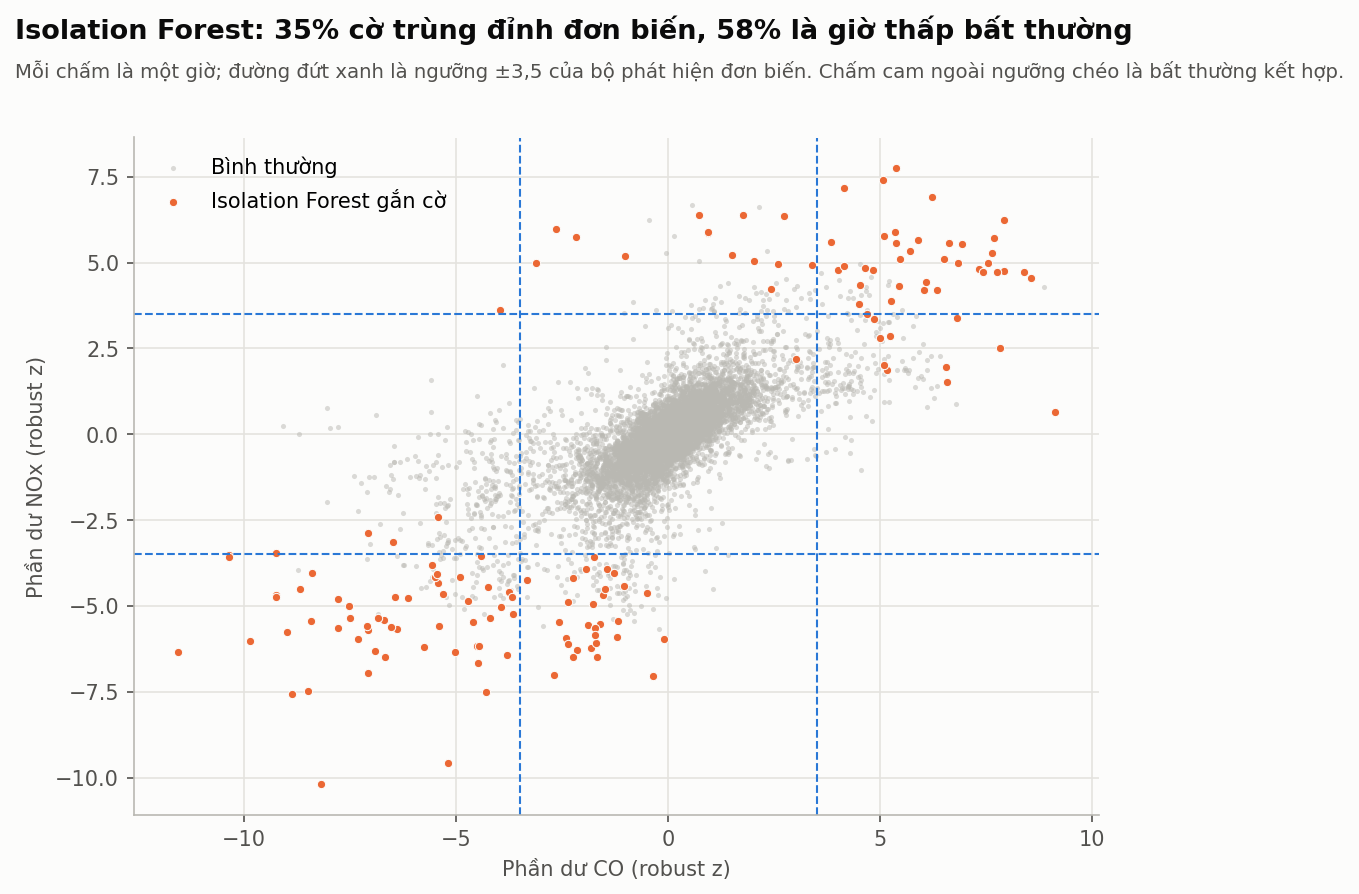 Isolation Forest: 35% cờ trùng đỉnh đơn biến, 58% là giờ thấp bất thường
Mỗi chấm là một giờ; đường đứt xanh là ngưỡng ±3,5 của bộ phát hiện đơn biến. Chấm cam ngoài ngưỡng chéo là bất thường kết hợp.
Bình thường
Isolation Forest gắn cờ
7.5
5.0
2.5
0.0
−2.5
−5.0
−7.5
−10.0
Phần dư NOx (robust z)
−10
−5
0
5
10
Phần dư CO (robust z)